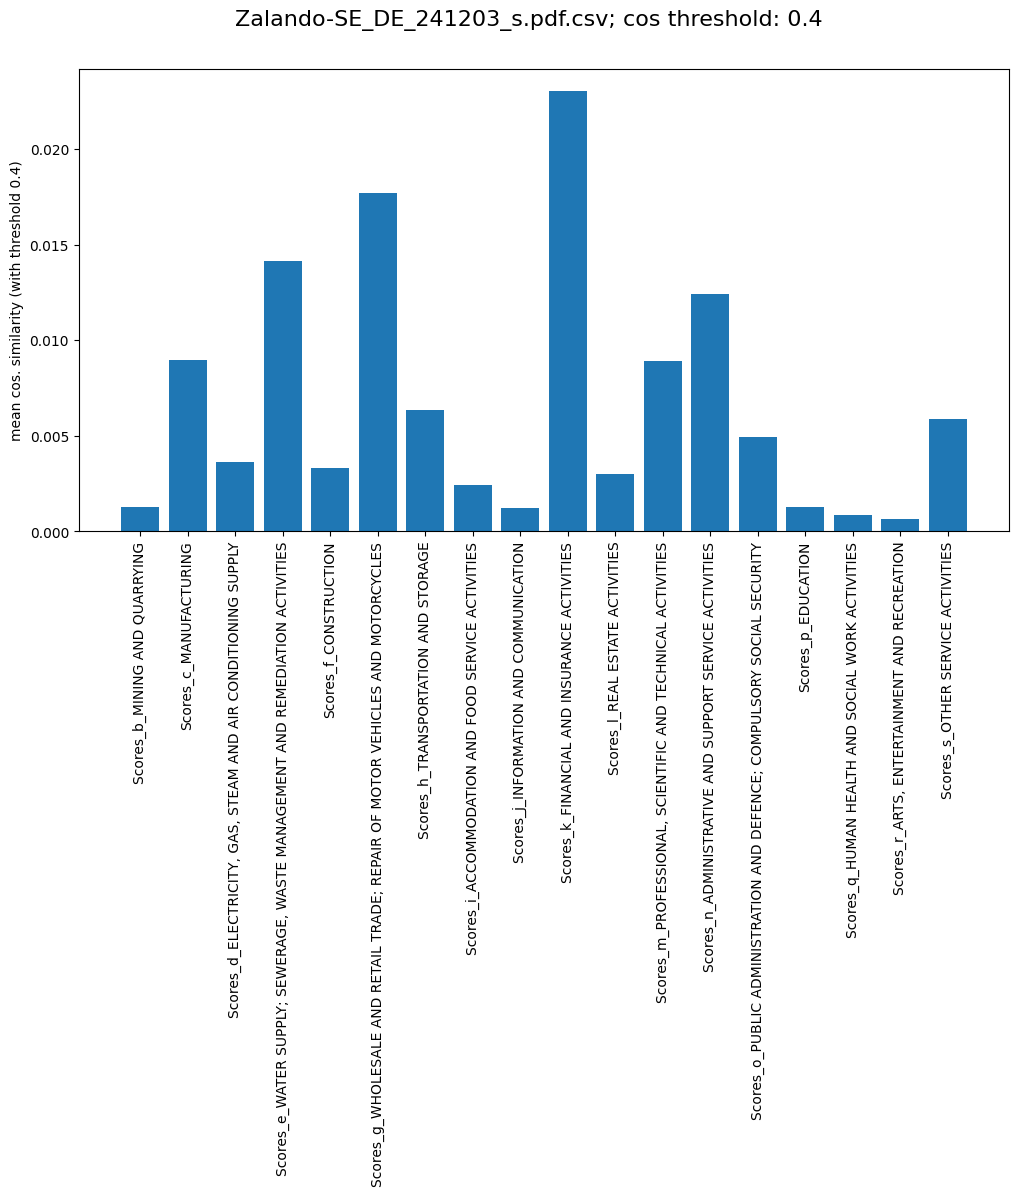 Zalando-SE_DE_241203_s.pdf.csv; cos threshold: 0.4
mean cos. similarity (with threshold 0.4)
0.020
0.015
0.010
0.005
0.000
Scores_b_MINING AND QUARRYING
Scores_c_MANUFACTURING
Scores_d_ELECTRICITY, GAS, STEAM AND AIR CONDITIONING SUPPLY
Scores_e_WATER SUPPLY; SEWERAGE, WASTE MANAGEMENT AND REMEDIATION ACTIVITIES
Scores_f_CONSTRUCTION
Scores_g_WHOLESALE AND RETAIL TRADE; REPAIR OF MOTOR VEHICLES AND MOTORCYCLES
Scores_h_TRANSPORTATION AND STORAGE
Scores_i_ACCOMMODATION AND FOOD SERVICE ACTIVITIES
Scores_j_INFORMATION AND COMMUNICATION
Scores_k_FINANCIAL AND INSURANCE ACTIVITIES
Scores_l_REAL ESTATE ACTIVITIES
Scores_m_PROFESSIONAL, SCIENTIFIC AND TECHNICAL ACTIVITIES
Scores_n_ADMINISTRATIVE AND SUPPORT SERVICE ACTIVITIES
Scores_o_PUBLIC ADMINISTRATION AND DEFENCE; COMPULSORY SOCIAL SECURITY
Scores_p_EDUCATION
Scores_q_HUMAN HEALTH AND SOCIAL WORK ACTIVITIES
Scores_r_ARTS, ENTERTAINMENT AND RECREATION
Scores_s_OTHER SERVICE ACTIVITIES